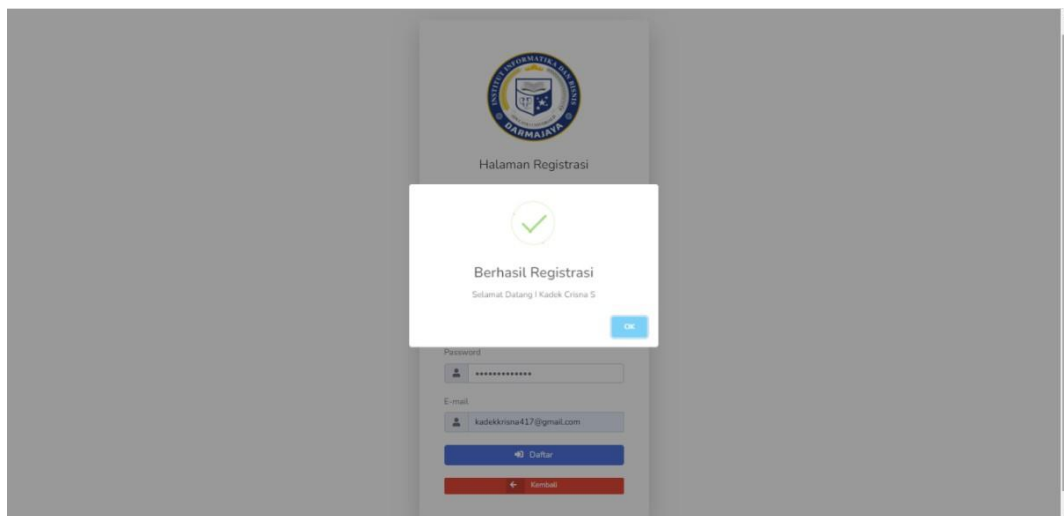 INSTITUT INFORMATIKA DAN BISNIS
DARMAJAYA
Halaman Registrasi
Berhasil Registrasi
Selamat Datang I Kadek Crisna S
OK
Password
•••••••••••••
E-mail
kadekkrisna417@gmail.com
Daftar
Kembali